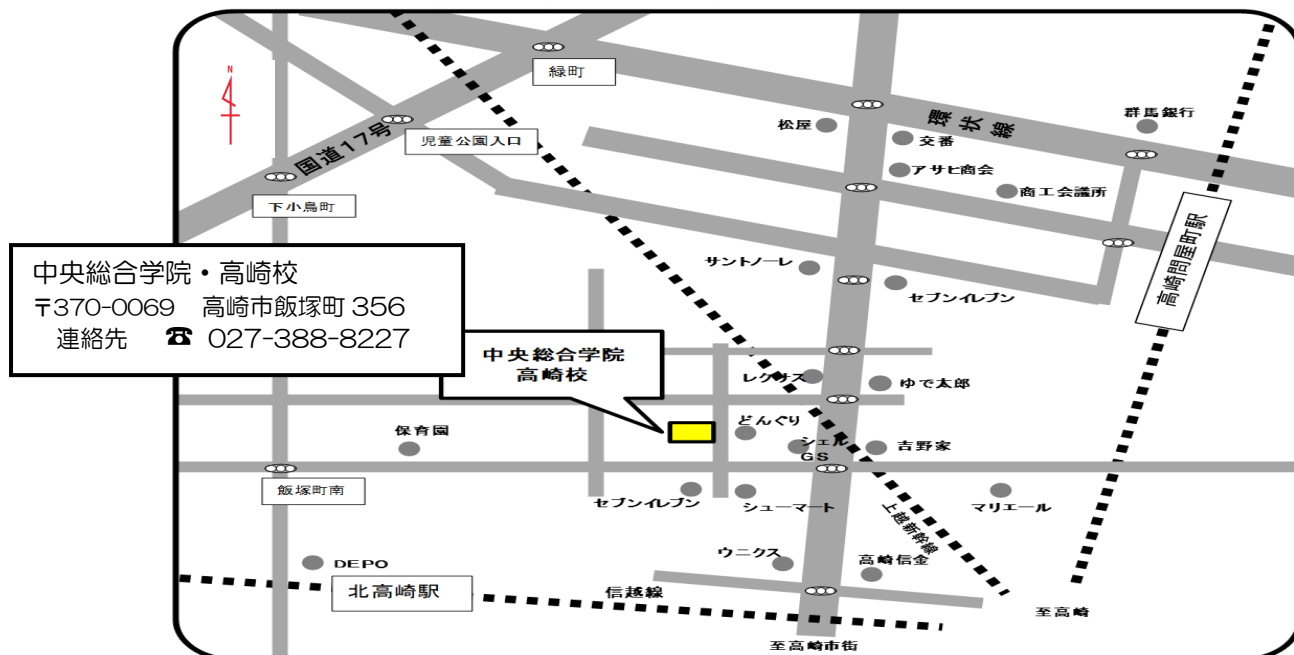 N
緑町
児童公園入口
国道17号
下小鳥町
環状線
群馬銀行
松屋
交番
アサヒ商会
商工会議所
高崎問屋町駅
中央総合学院・高崎校
〒370-0069 高崎市飯塚町 356
連絡先 ☎ 027-388-8227
サントノーレ
セブンイレブン
中央総合学院
高崎校
レクサス
ゆで太郎
どんぐり
保育園
シェル
GS
吉野家
飯塚町南
セブンイレブン
シューマート
マリエール
上越新幹線
ウニクス
高崎信金
DEPO
北高崎駅
信越線
至高崎
至高崎市街